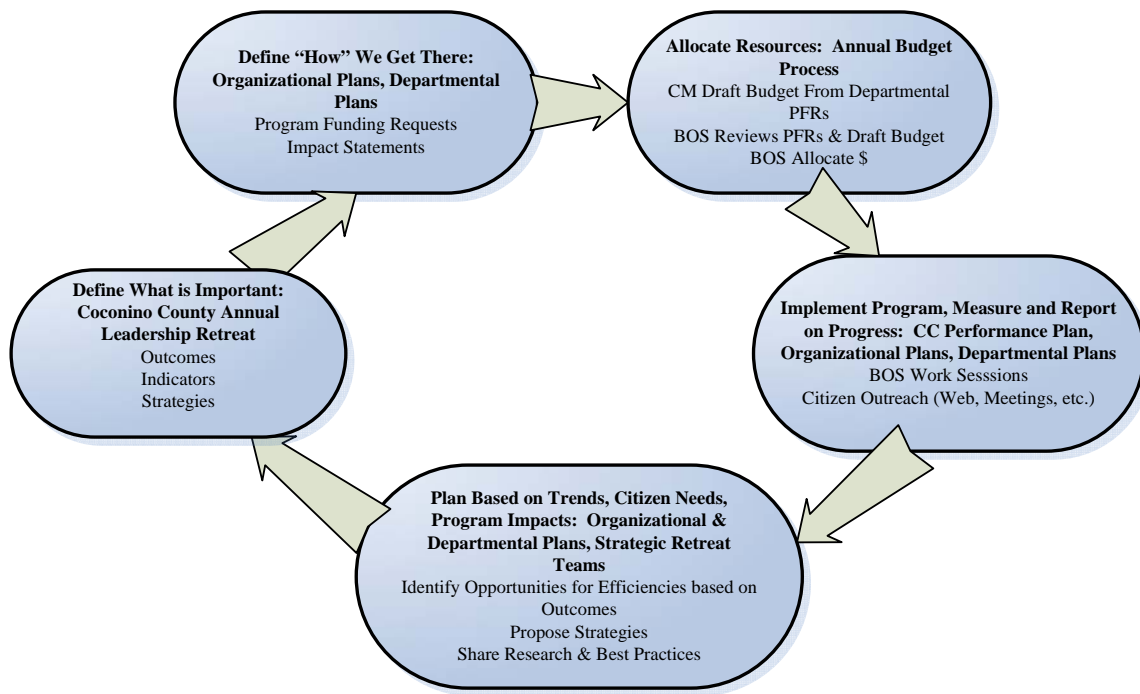 Define “How” We Get There:
Organizational Plans, Departmental
Plans
Program Funding Requests
Impact Statements
Allocate Resources:  Annual Budget
Process
CM Draft Budget From Departmental
PFRs
BOS Reviews PFRs & Draft Budget
BOS Allocate $
Implement Program, Measure and Report
on Progress:  CC Performance Plan,
Organizational Plans, Departmental Plans
BOS Work Sesssions
Citizen Outreach (Web, Meetings, etc.)
Plan Based on Trends, Citizen Needs,
Program Impacts:  Organizational &
Departmental Plans, Strategic Retreat
Teams
Identify Opportunities for Efficiencies based on
Outcomes
Propose Strategies
Share Research & Best Practices
Define What is Important:
Coconino County Annual
Leadership Retreat
Outcomes
Indicators
Strategies